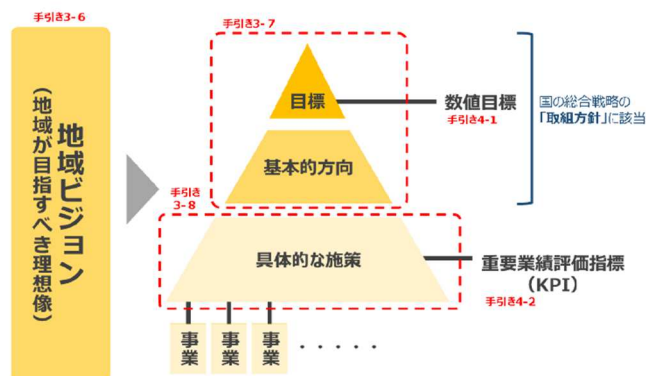 手引き3-6
地域ビジョン
(地域が目指すべき理想像)
手引き3-7
目標
数値目標
手引き4-1
国の総合戦略の
「取組方針」に該当
基本的方向
手引き
3-8
具体的な施策
重要業績評価指標
(KPI)
手引き4-2
事業
事業
事業
・・・・・